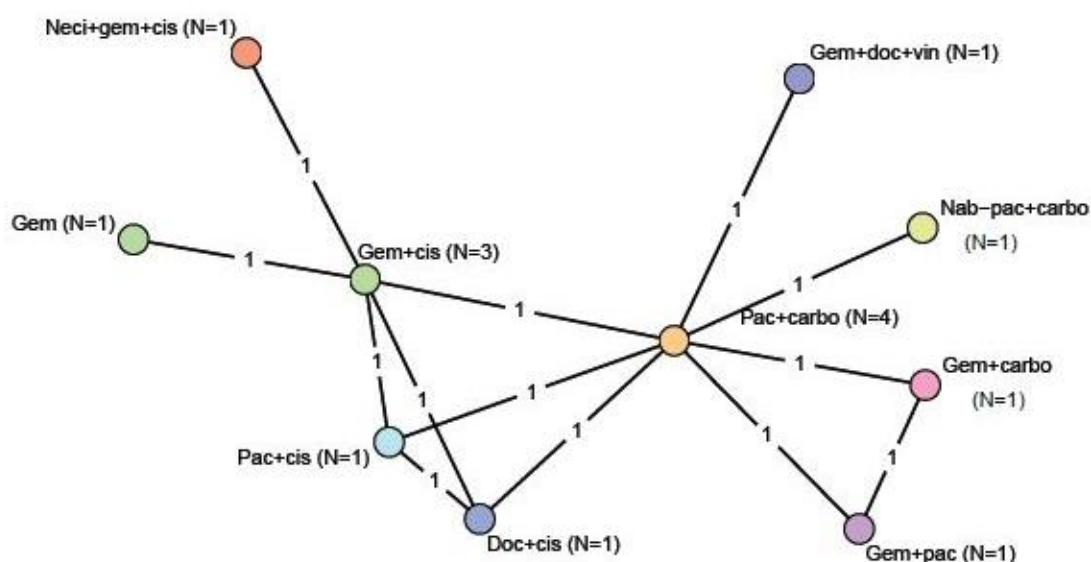 Neci+gem+cis (N=1)
Gem+doc+vin (N=1)
1
1
Gem (N=1)
Nab−pac+carbo
(N=1)
1
Gem+cis (N=3)
1
1
Pac+carbo (N=4)
1
1
Gem+carbo
(N=1)
1
1
1
1
Pac+cis (N=1)
1
1
Doc+cis (N=1)
Gem+pac (N=1)